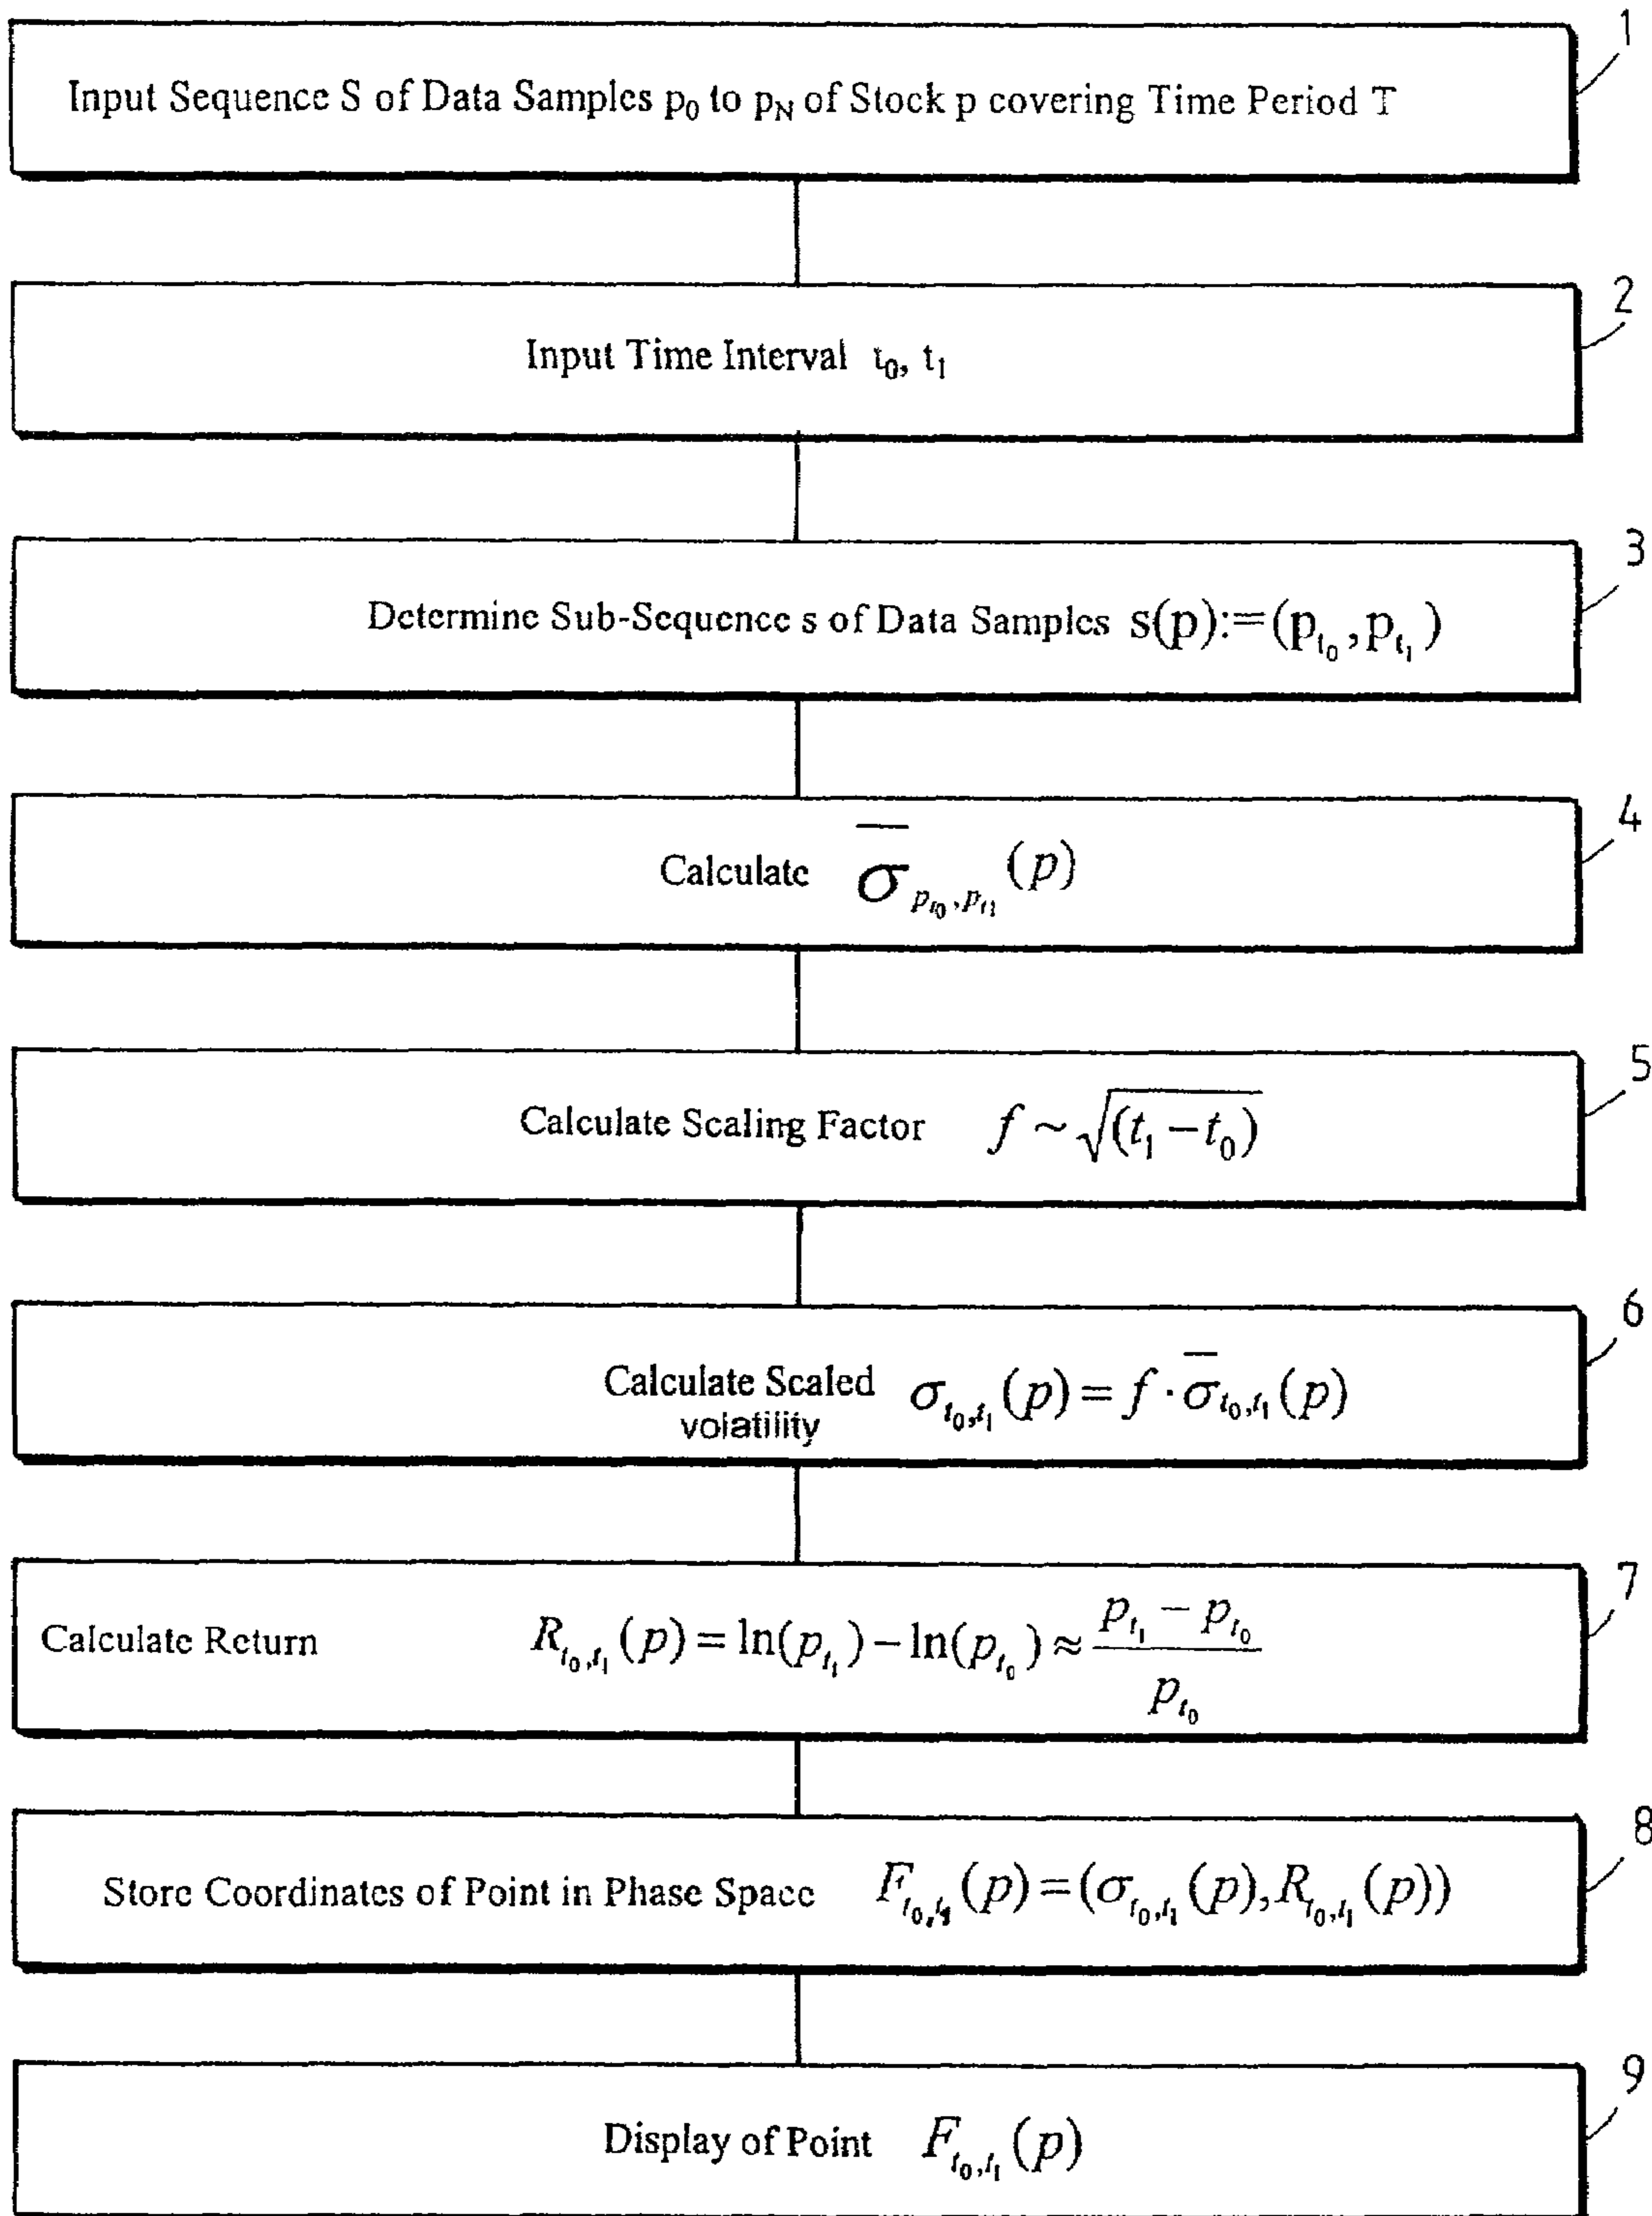 1
Input Sequence S of Data Samples p₀ to p_N of Stock p covering Time Period T
2
Input Time Interval t₀, t₁
3
Determine Sub-Sequence s of Data Samples s(p):=(p_{t₀},p_{t₁})
4
Calculate \overline{σ}_{p_{t₀},p_{t₁}}(p)
5
Calculate Scaling Factor f ~ √(t₁ − t₀)
6
Calculate Scaled σ_{t₀,t₁}(p) = f · \overline{σ}_{t₀,t₁}(p)
volatility
7
Calculate Return R_{t₀,t₁}(p) = ln(p_{t₁}) − ln(p_{t₀}) ≈ \frac{p_{t₁} − p_{t₀}}{p_{t₀}}
8
Store Coordinates of Point in Phase Space F_{t₀,t₁}(p) = (σ_{t₀,t₁}(p), R_{t₀,t₁}(p))
9
Display of Point F_{t₀,t₁}(p)